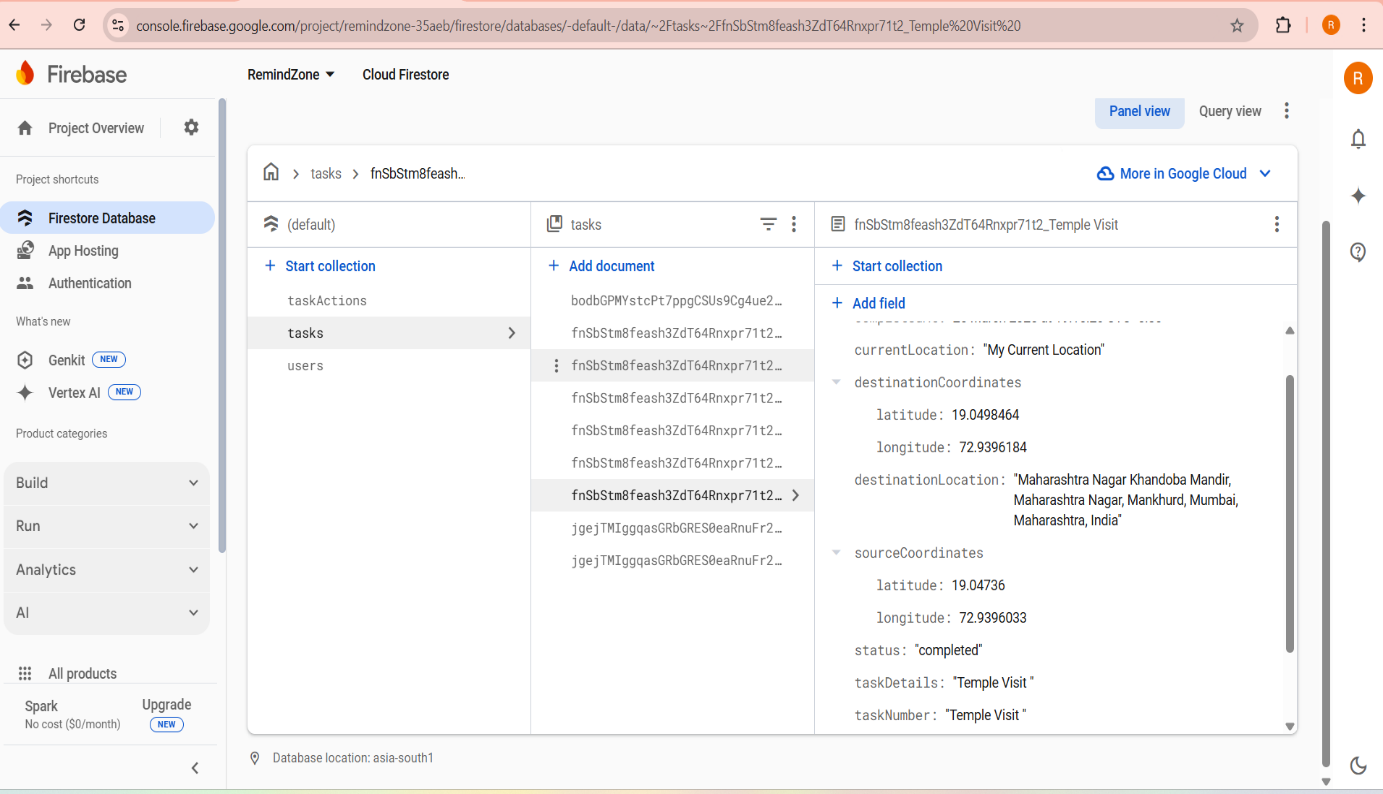 console.firebase.google.com/project/remindzone-35aeb/firestore/databases/-default-/data/~2Ftasks~2FfnSbStm8feash3ZdT64Rnxpr71t2_Temple%20Visit%20
R
Firebase
RemindZone
Cloud Firestore
R
Project Overview
Project shortcuts
Firestore Database
App Hosting
Authentication
What's new
Genkit NEW
Vertex AI NEW
Product categories
Build
Run
Analytics
AI
All products
Spark
No cost ($0/month)
Upgrade
NEW
Panel view
Query view
tasks
fnSbStm8feash…
More in Google Cloud
(default)
+ Start collection
taskActions
tasks
users
tasks
+ Add document
bodbGPMYstcPt7ppgCSUs9Cg4ue2…
fnSbStm8feash3ZdT64Rnxpr71t2…
fnSbStm8feash3ZdT64Rnxpr71t2…
fnSbStm8feash3ZdT64Rnxpr71t2…
fnSbStm8feash3ZdT64Rnxpr71t2…
fnSbStm8feash3ZdT64Rnxpr71t2…
fnSbStm8feash3ZdT64Rnxpr71t2…
jgejTMIggqasGRbGRES0eaRnuFr2…
jgejTMIggqasGRbGRES0eaRnuFr2…
fnSbStm8feash3ZdT64Rnxpr71t2_Temple Visit
+ Start collection
+ Add field
currentLocation: "My Current Location"
destinationCoordinates
latitude: 19.0498464
longitude: 72.9396184
destinationLocation: "Maharashtra Nagar Khandoba Mandir,
Maharashtra Nagar, Mankhurd, Mumbai,
Maharashtra, India"
sourceCoordinates
latitude: 19.04736
longitude: 72.9396033
status: "completed"
taskDetails: "Temple Visit "
taskNumber: "Temple Visit "
Database location: asia-south1